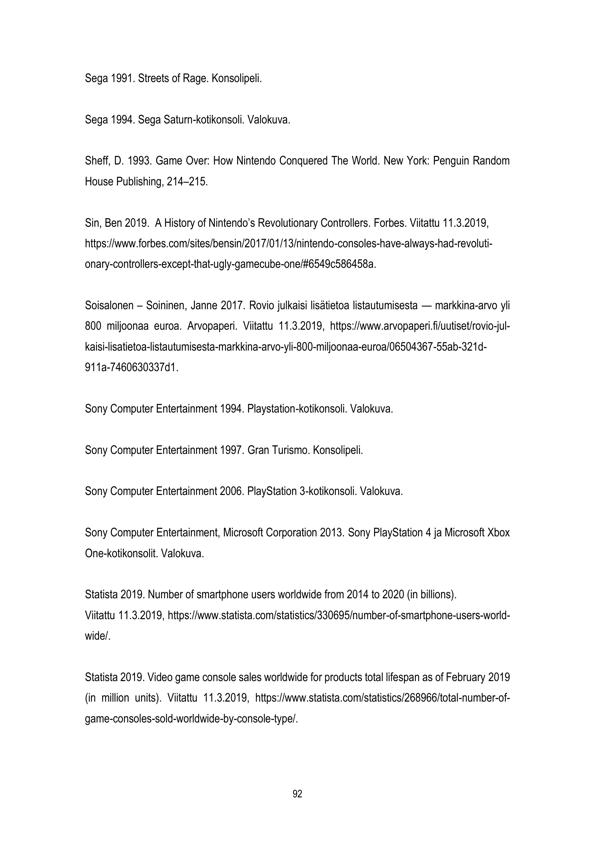 Sega 1991. Streets of Rage. Konsolipeli.
Sega 1994. Sega Saturn-kotikonsoli. Valokuva.
Sheff, D. 1993. Game Over: How Nintendo Conquered The World. New York: Penguin Random
House Publishing, 214–215.
Sin, Ben 2019. A History of Nintendo's Revolutionary Controllers. Forbes. Viitattu 11.3.2019,
https://www.forbes.com/sites/bensin/2017/01/13/nintendo-consoles-have-always-had-revoluti-
onary-controllers-except-that-ugly-gamecube-one/#6549c586458a.
Soisalonen – Soininen, Janne 2017. Rovio julkaisi lisätietoa listautumisesta — markkina-arvo yli
800 miljoonaa euroa. Arvopaperi. Viitattu 11.3.2019, https://www.arvopaperi.fi/uutiset/rovio-jul-
kaisi-lisatietoa-listautumisesta-markkina-arvo-yli-800-miljoonaa-euroa/06504367-55ab-321d-
911a-7460630337d1.
Sony Computer Entertainment 1994. Playstation-kotikonsoli. Valokuva.
Sony Computer Entertainment 1997. Gran Turismo. Konsolipeli.
Sony Computer Entertainment 2006. PlayStation 3-kotikonsoli. Valokuva.
Sony Computer Entertainment, Microsoft Corporation 2013. Sony PlayStation 4 ja Microsoft Xbox
One-kotikonsolit. Valokuva.
Statista 2019. Number of smartphone users worldwide from 2014 to 2020 (in billions).
Viitattu 11.3.2019, https://www.statista.com/statistics/330695/number-of-smartphone-users-world-
wide/.
Statista 2019. Video game console sales worldwide for products total lifespan as of February 2019
(in million units). Viitattu 11.3.2019, https://www.statista.com/statistics/268966/total-number-of-
game-consoles-sold-worldwide-by-console-type/.
92